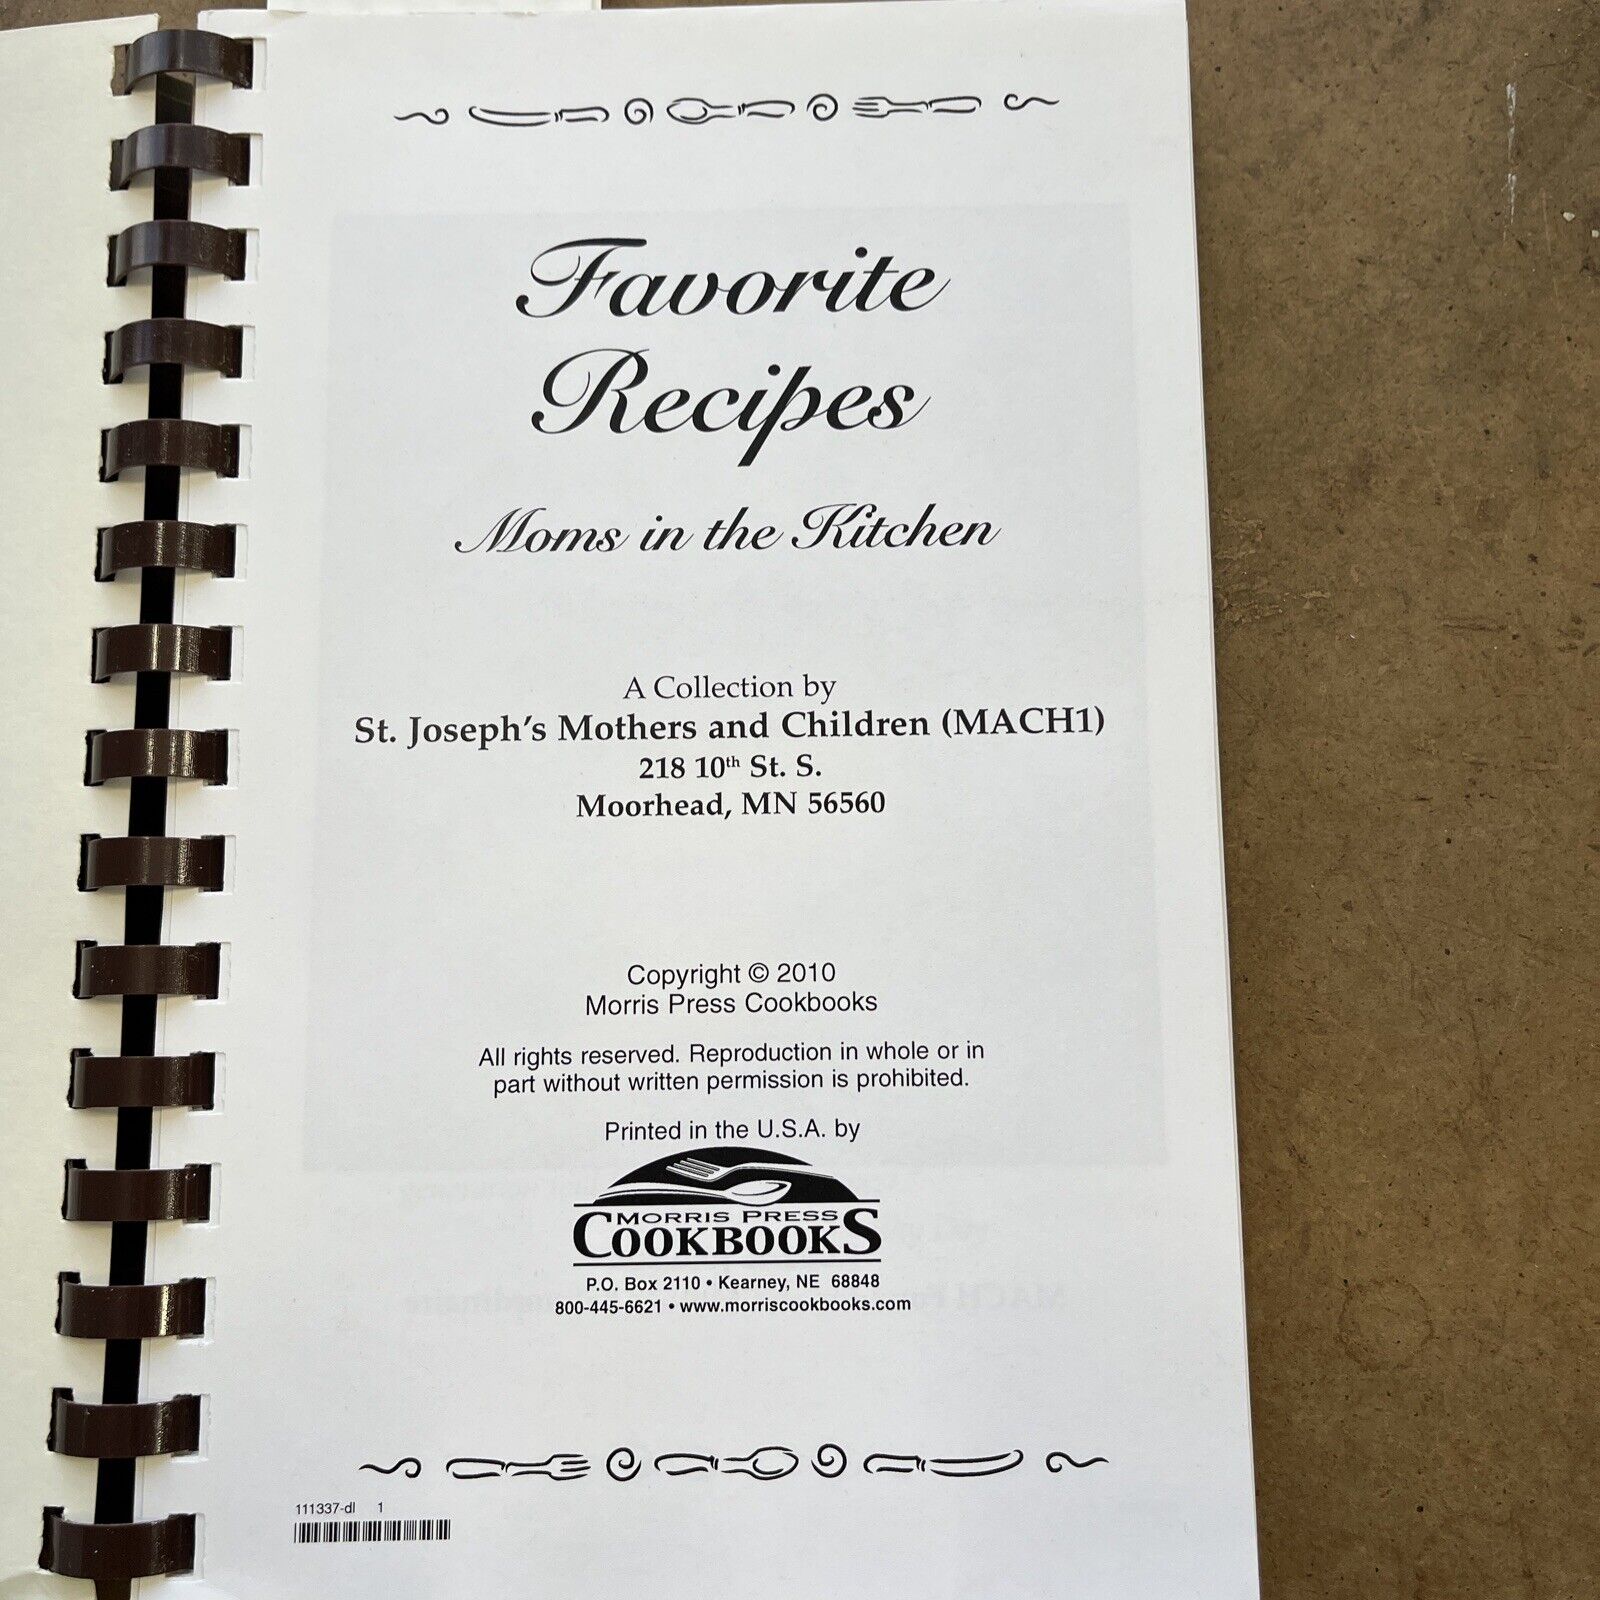 Favorite
Recipes
Moms in the Kitchen
A Collection by
St. Joseph's Mothers and Children (MACH1)
218 10th St. S.
Moorhead, MN 56560
Copyright © 2010
Morris Press Cookbooks
All rights reserved. Reproduction in whole or in
part without written permission is prohibited.
Printed in the U.S.A. by
MORRIS PRESS
COOKBOOKS
P.O. Box 2110 • Kearney, NE 68848
800-445-6621 • www.morriscookbooks.com
111337-dl 1